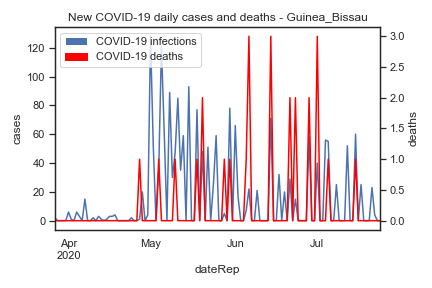 New COVID-19 daily cases and deaths - Guinea_Bissau
COVID-19 infections
COVID-19 deaths
cases
120
100
80
60
40
20
0
deaths
3.0
2.5
2.0
1.5
1.0
0.5
0.0
Apr
2020
May
Jun
Jul
dateRep